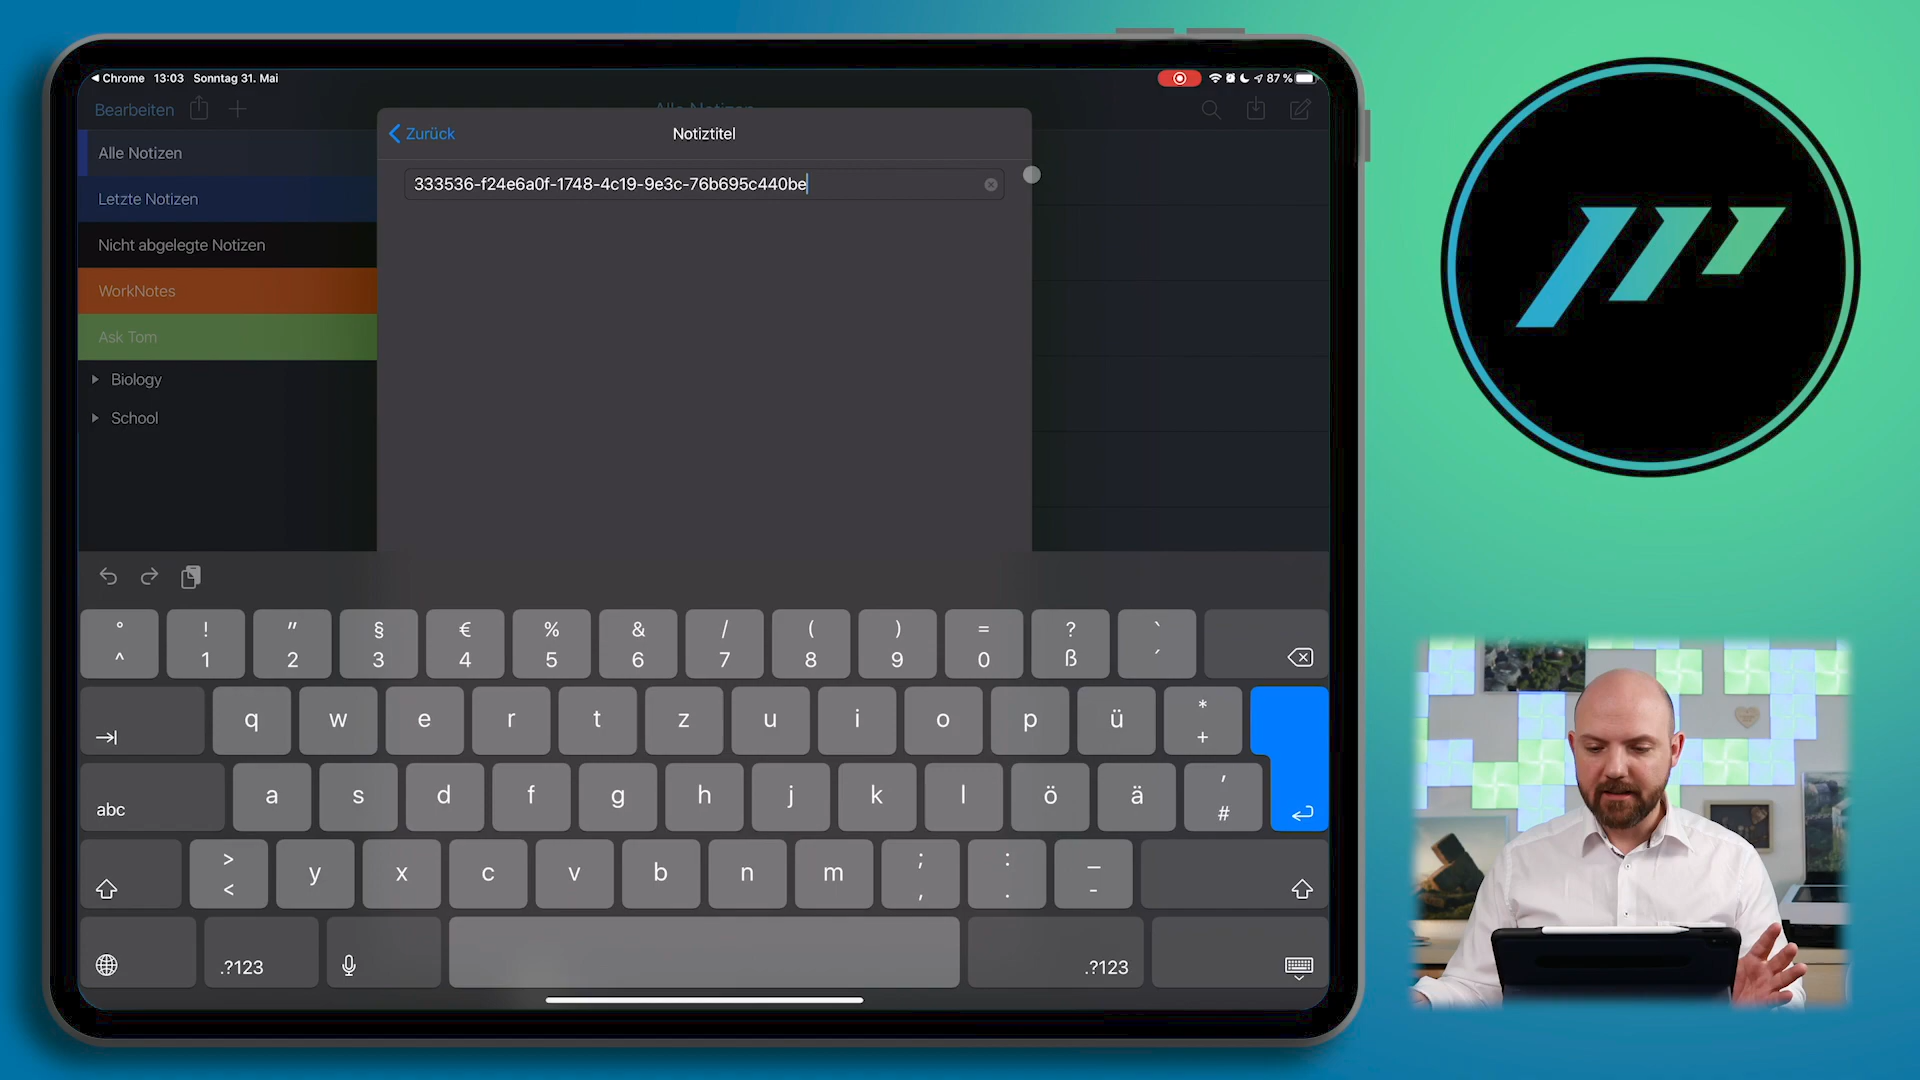 ◀ Chrome 13:03 Sonntag 31. Mai
87 %
Bearbeiten
Alle Notizen
Zurück
Notiztitel
333536-f24e6a0f-1748-4c19-9e3c-76b695c440be
Alle Notizen
Letzte Notizen
Nicht abgelegte Notizen
WorkNotes
Ask Tom
Biology
School
° ! " § € % & / ( ) = ? `
^ 1 2 3 4 5 6 7 8 9 0 ß ´
q w e r t z u i o p ü * +
abc a s d f g h j k l ö ä ' #
> < y x c v b n m ; , : . _ -
.?123 .?123